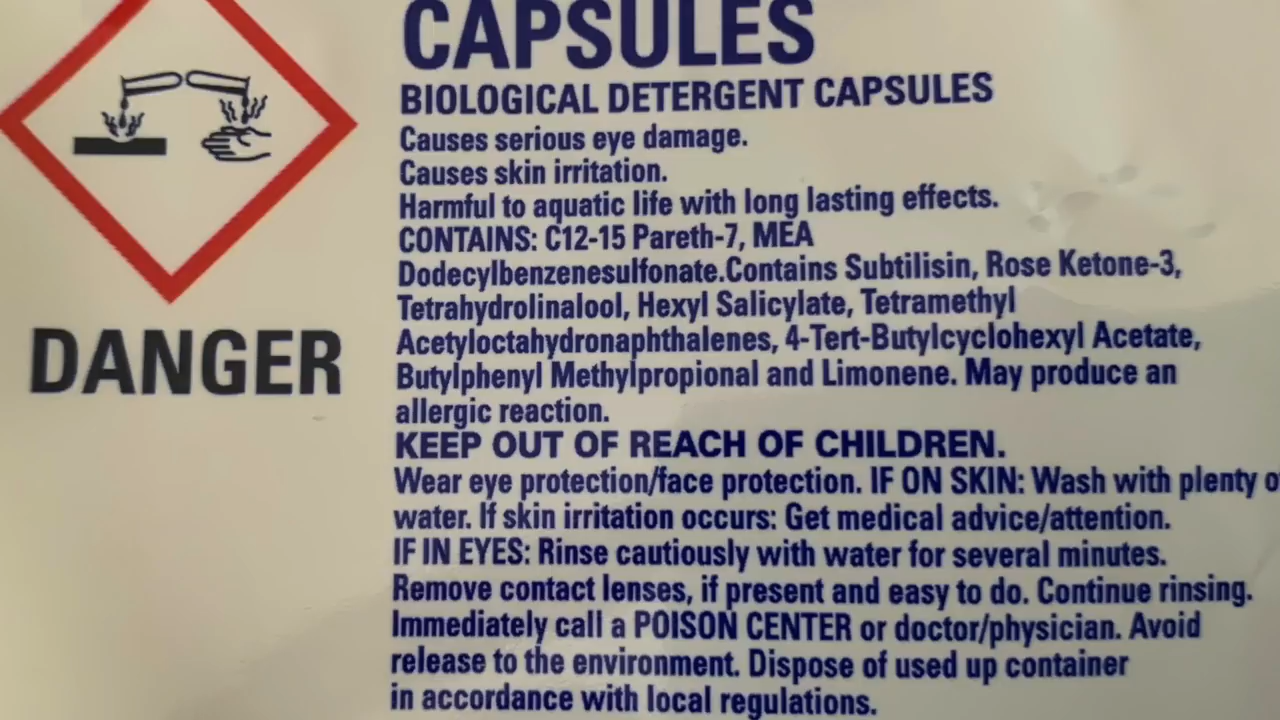 CAPSULES
BIOLOGICAL DETERGENT CAPSULES
Causes serious eye damage.
Causes skin irritation.
Harmful to aquatic life with long lasting effects.
CONTAINS: C12-15 Pareth-7, MEA
Dodecylbenzenesulfonate.Contains Subtilisin, Rose Ketone-3,
Tetrahydrolinalool, Hexyl Salicylate, Tetramethyl
Acetyloctahydronaphthalenes, 4-Tert-Butylcyclohexyl Acetate,
Butylphenyl Methylpropional and Limonene. May produce an
allergic reaction.
KEEP OUT OF REACH OF CHILDREN.
Wear eye protection/face protection. IF ON SKIN: Wash with plenty o
water. If skin irritation occurs: Get medical advice/attention.
IF IN EYES: Rinse cautiously with water for several minutes.
Remove contact lenses, if present and easy to do. Continue rinsing.
Immediately call a POISON CENTER or doctor/physician. Avoid
release to the environment. Dispose of used up container
in accordance with local regulations.
DANGER